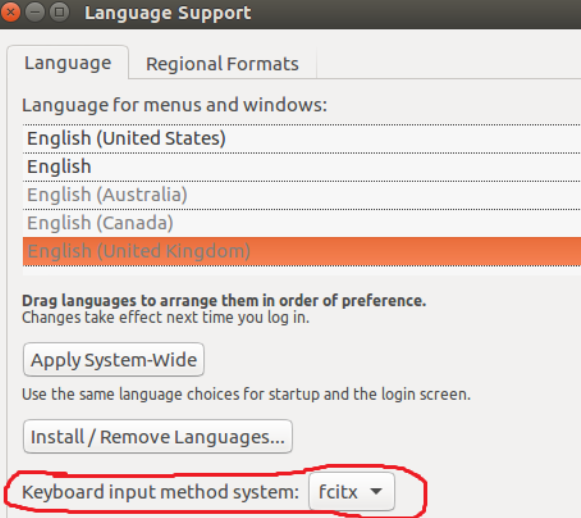 Language Support
Language Regional Formats
Language for menus and windows:
English (United States)
English
English (Australia)
English (Canada)
English (United Kingdom)
Drag languages to arrange them in order of preference.
Changes take effect next time you log in.
Apply System-Wide
Use the same language choices for startup and the login screen.
Install / Remove Languages...
Keyboard input method system: fcitx